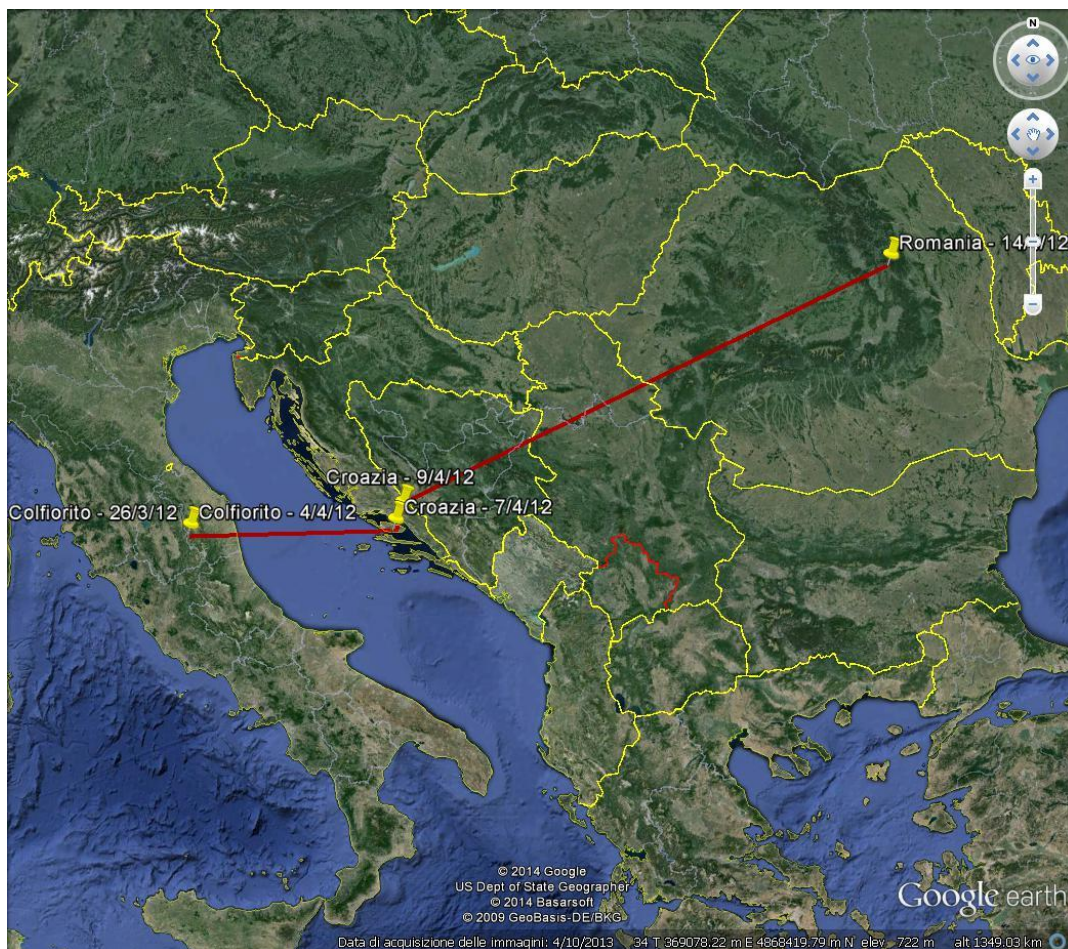 N
Romania - 14/4/12
Croazia - 9/4/12
Colfiorito - 26/3/12
Colfiorito - 4/4/12
Croazia - 7/4/12
© 2014 Google
US Dept of State Geographer
© 2014 Basarsoft
© 2009 GeoBasis-DE/BKG
Google earth
Data di acquisizione delle immagini: 4/10/2013 34 T 369078.22 m E 4868419.79 m N elev 722 m alt 1349.03 km